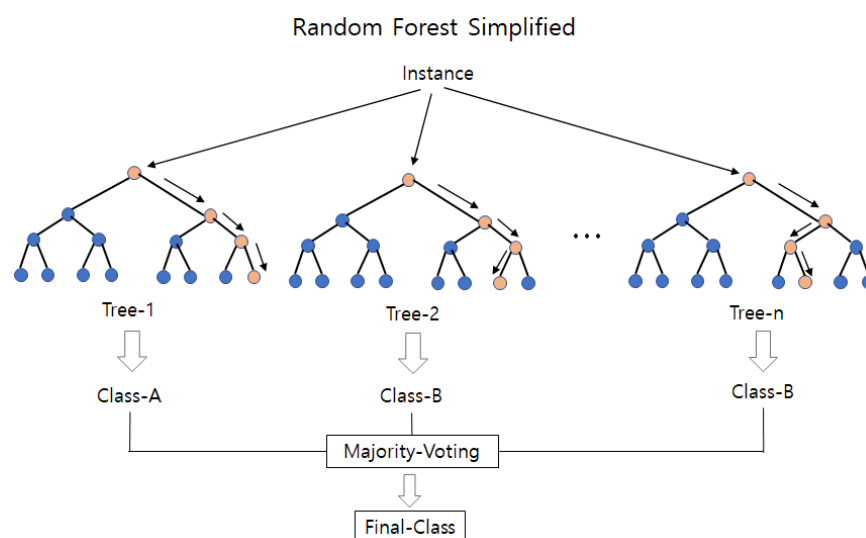 Random Forest Simplified
Instance
...
Tree-1
Tree-2
Tree-n
Class-A
Class-B
Class-B
Majority-Voting
Final-Class